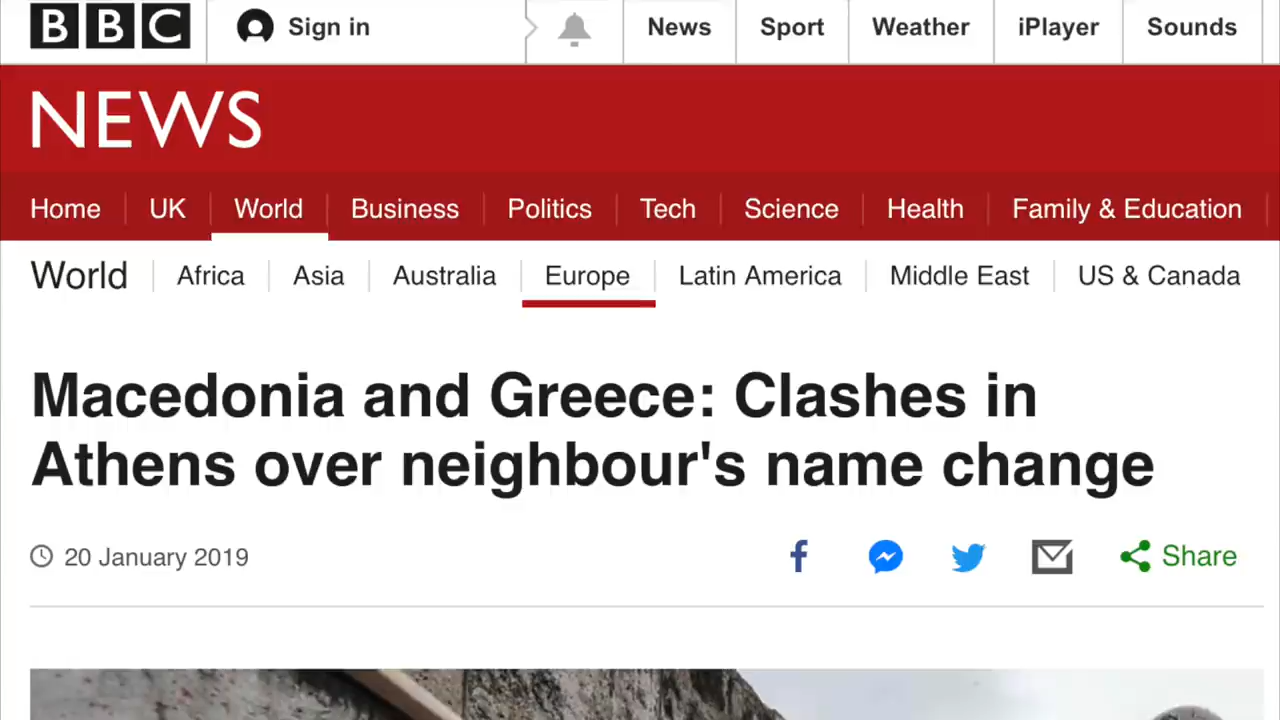 BBC Sign in News Sport Weather iPlayer Sounds
NEWS
Home UK World Business Politics Tech Science Health Family & Education
World Africa Asia Australia Europe Latin America Middle East US & Canada
Macedonia and Greece: Clashes in
Athens over neighbour's name change
20 January 2019 Share